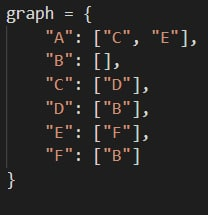 graph = {
    "A": ["C", "E"],
    "B": [],
    "C": ["D"],
    "D": ["B"],
    "E": ["F"],
    "F": ["B"]
}